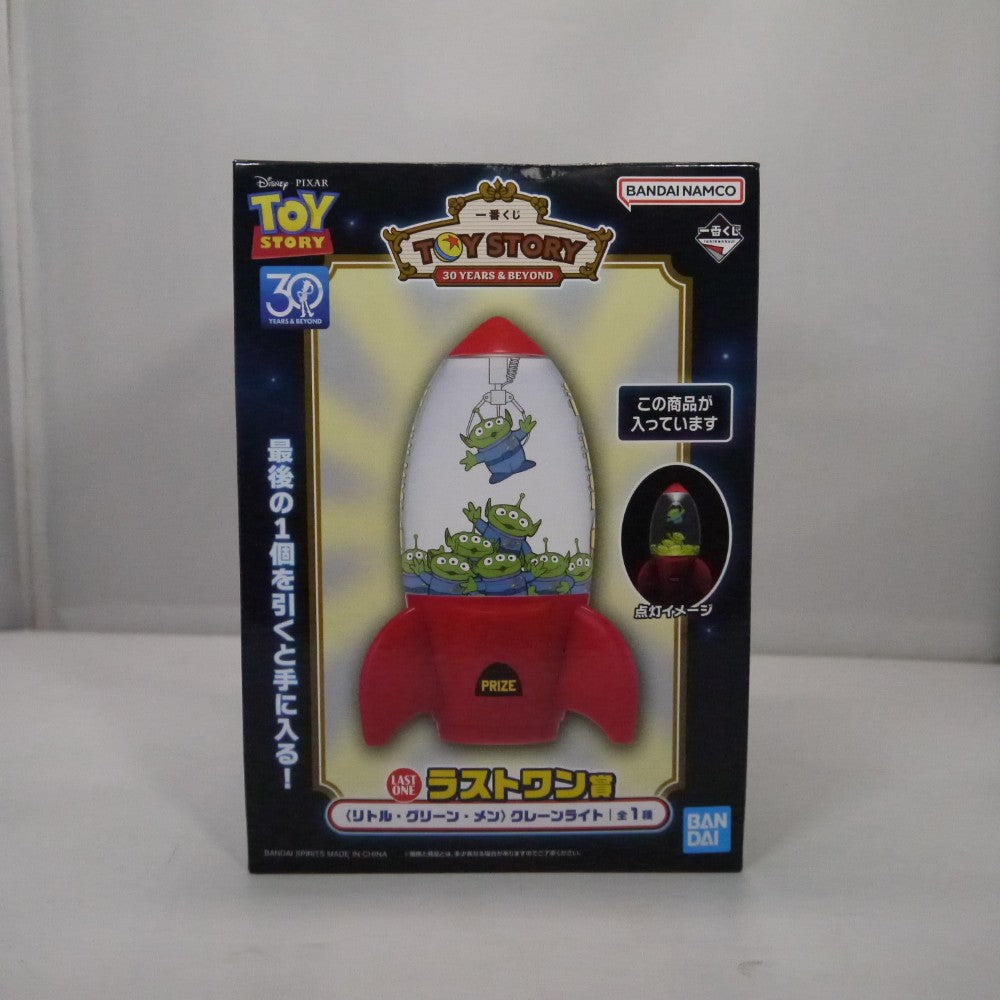 Disney · PIXAR
TOY
STORY
30
YEARS & BEYOND
一番くじ
TOY STORY
30 YEARS & BEYOND
BANDAI NAMCO
一番くじ
この商品が
入っています
点灯イメージ
最後の1個を引くと手に入る!
PRIZE
LAST
ONE
ラストワン賞
〈リトル・グリーン・メン〉クレーンライト|全1種
BAN
DAI
BANDAI SPIRITS MADE IN CHINA